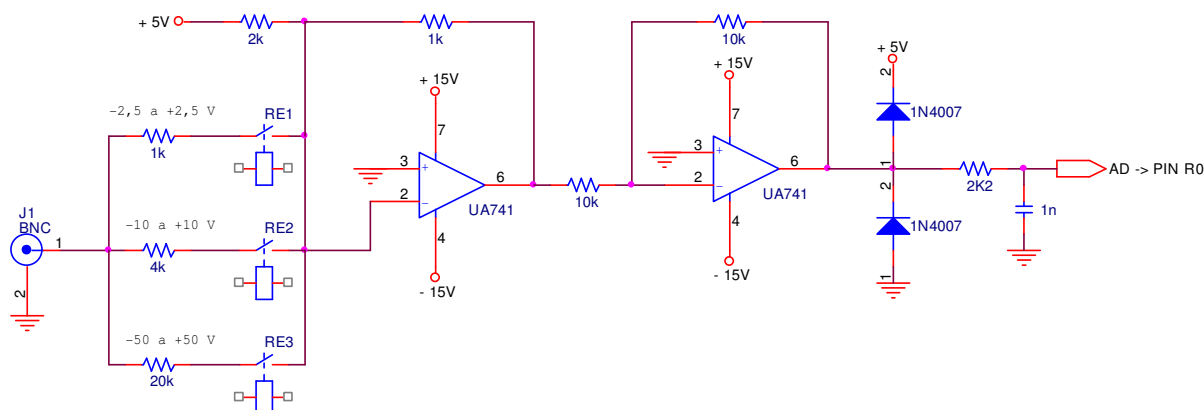 + 5V
2k
1k
10k
-2,5 a +2,5 V
RE1
1k
+ 15V
7
3
+
2
-
6
UA741
4
- 15V
10k
+ 15V
7
3
+
2
-
6
UA741
4
- 15V
+ 5V
2
1N4007
1
2
1N4007
1
2K2
AD -> PIN R0
1n
J1
BNC
1
2
-10 a +10 V
RE2
4k
-50 a +50 V
RE3
20k